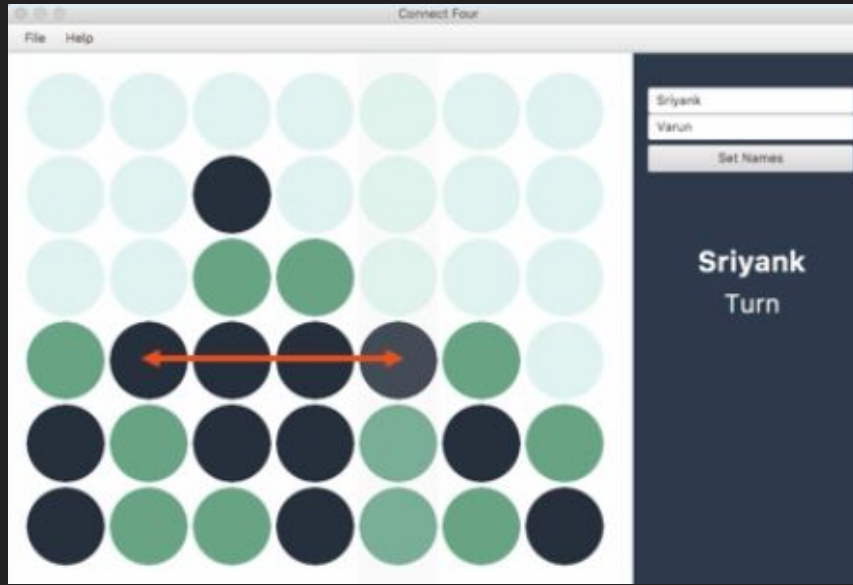 Connect Four
File Help
Sriyank
Varun
Set Names
Sriyank
Turn